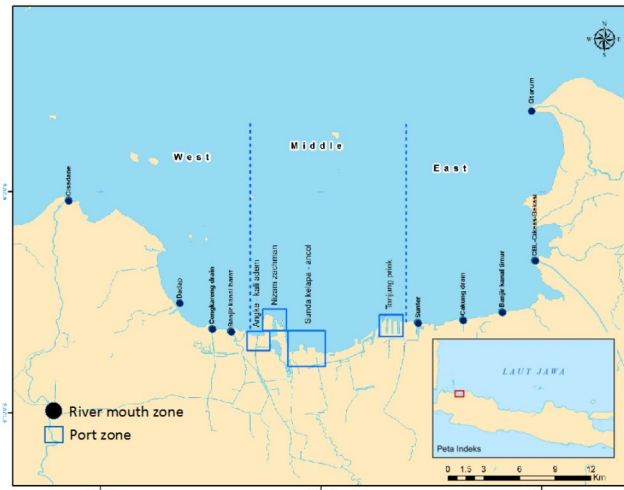 N
W E
S
West
Middle
East
Cisadane
Dadap
Cengkareng drain
Banjir kanal barat
Angke - kali adem
Nizam zachman
Sunda kelapa - ancol
Tanjung priok
Sunter
Cakung drain
Banjir kanal timur
CBL-Cikeas-Bekasi
Citarum
River mouth zone
Port zone
LAUT JAWA
Peta Indeks
0 1.5 3 6 9 12
Km